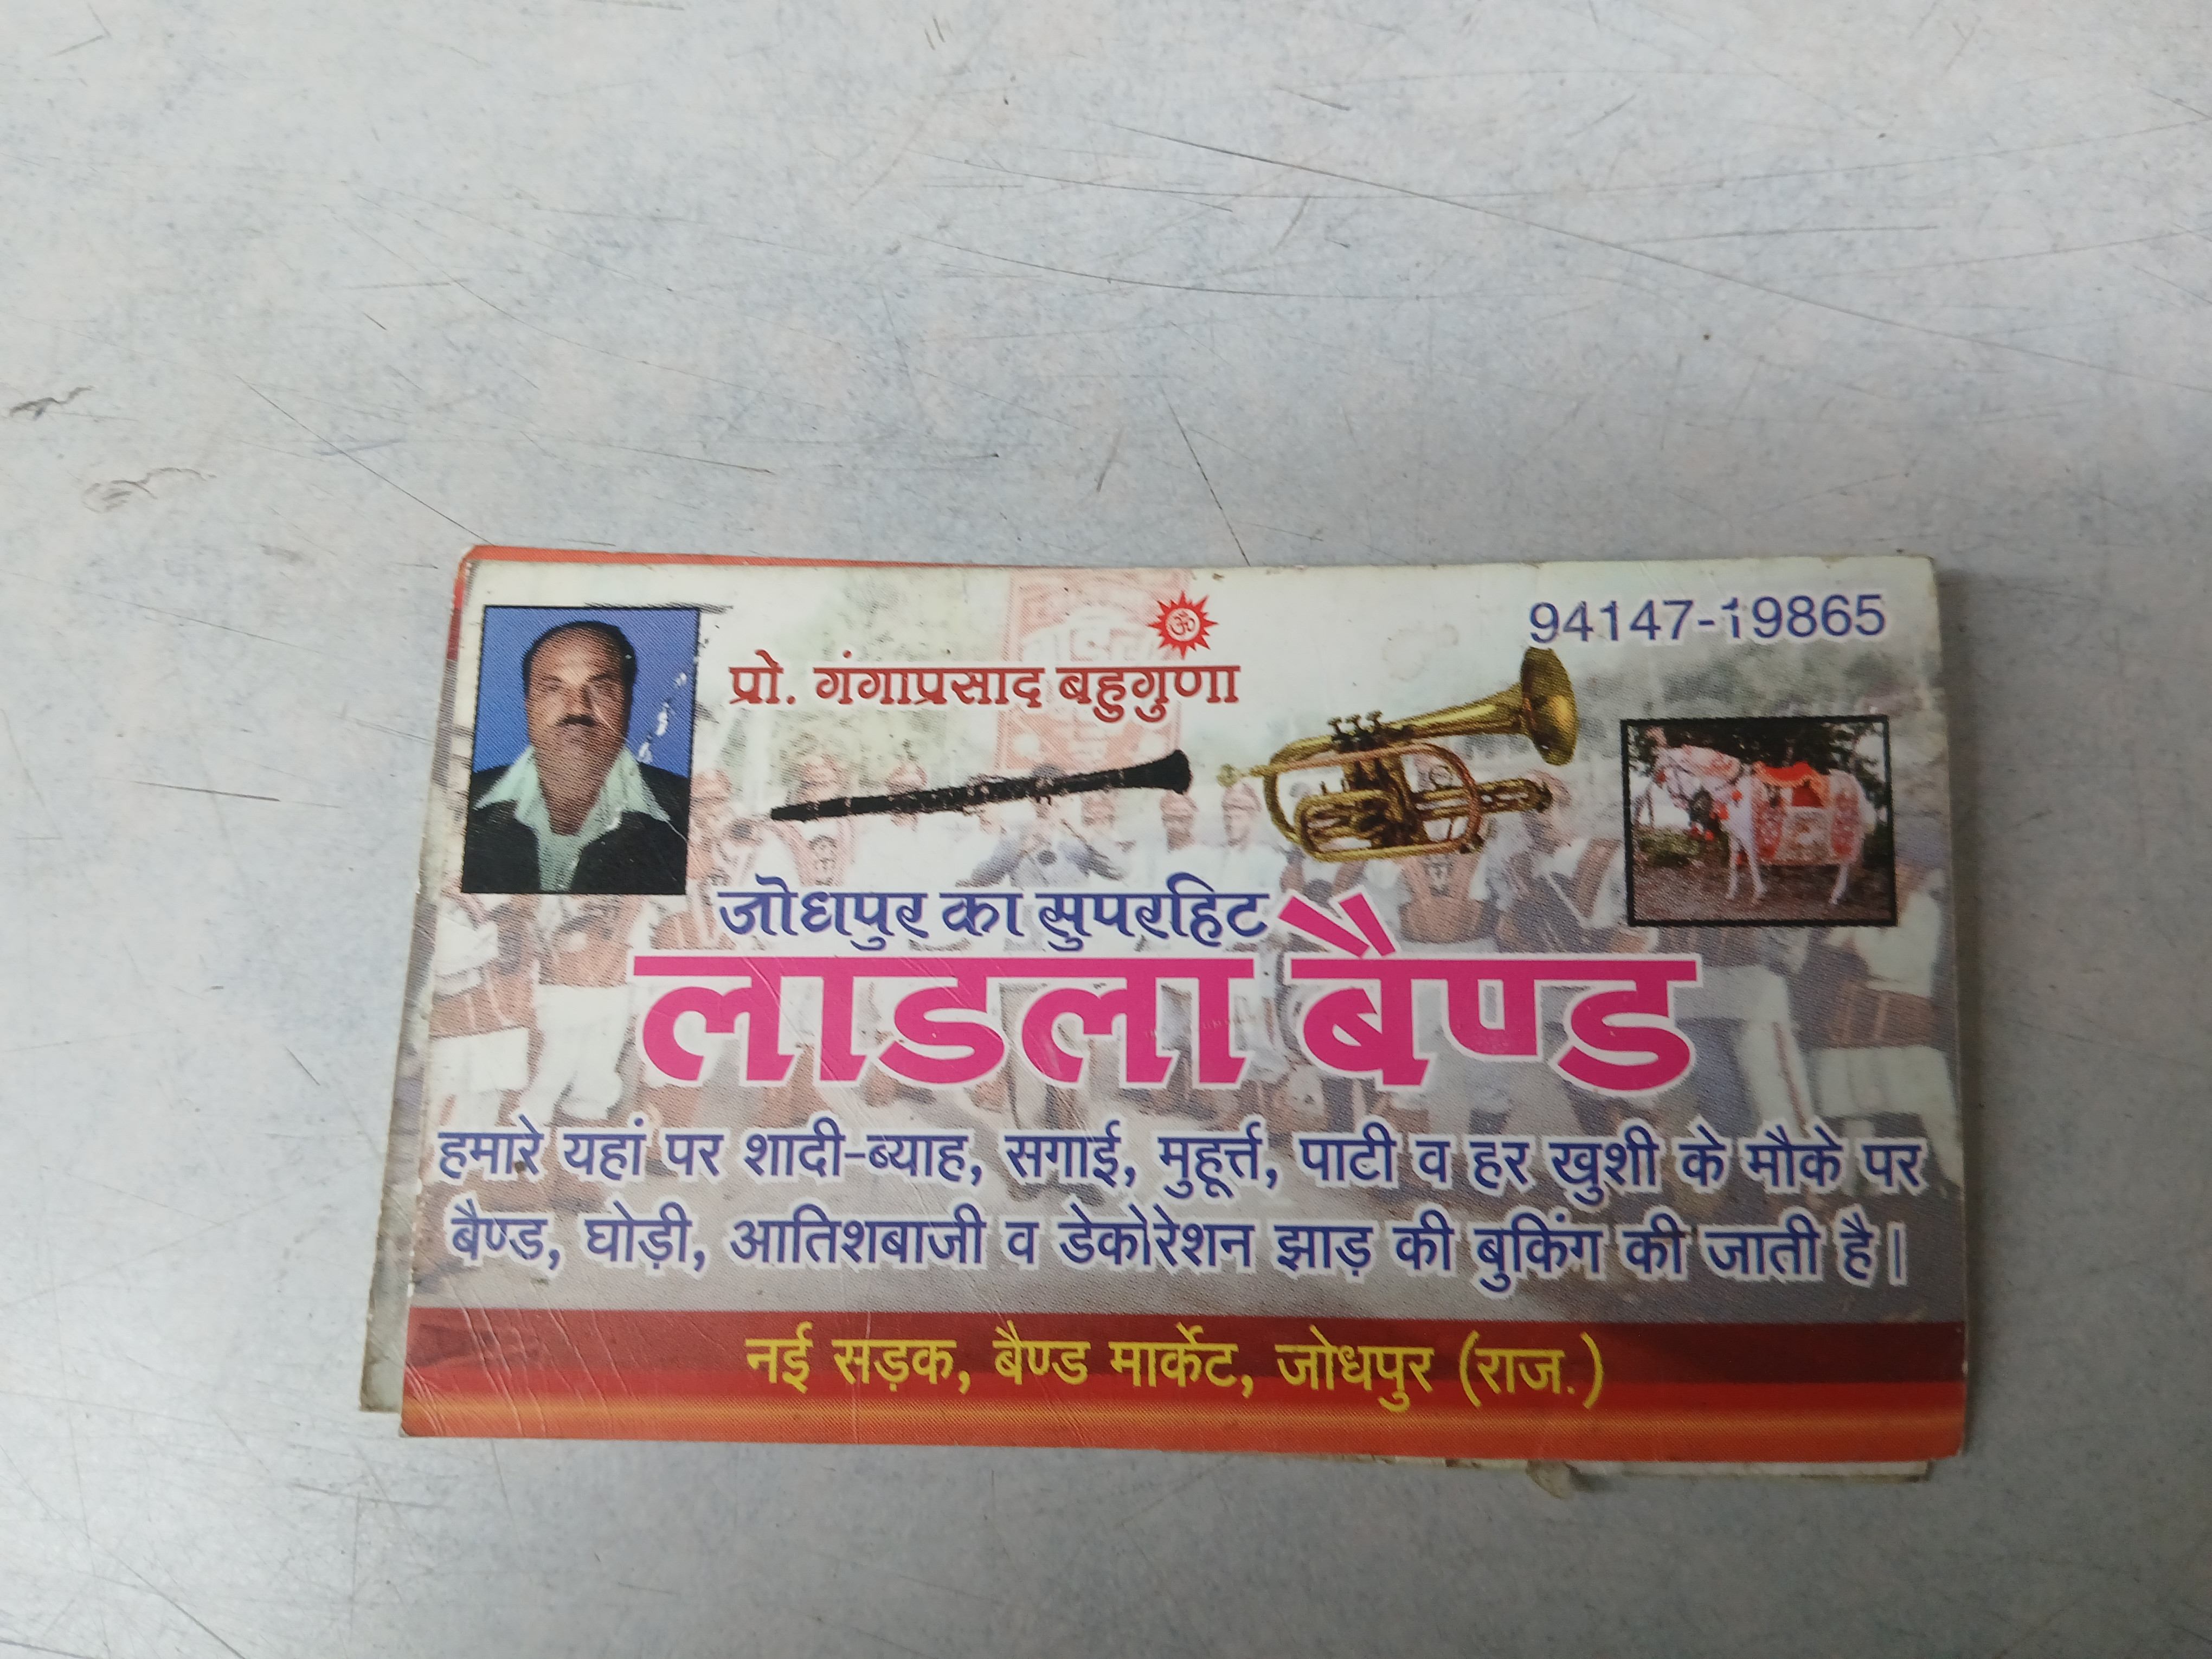 94147-19865
ॐ
प्रो. गंगाप्रसाद बहुगुणा
जोधपुर का सुपरहिट
लाडला बैण्ड
हमारे यहां पर शादी-ब्याह, सगाई, मुहूर्त्त, पाटी व हर खुशी के मौके पर
बैण्ड, घोड़ी, आतिशबाजी व डेकोरेशन झाड़ की बुकिंग की जाती है।
नई सड़क, बैण्ड मार्केट, जोधपुर (राज.)